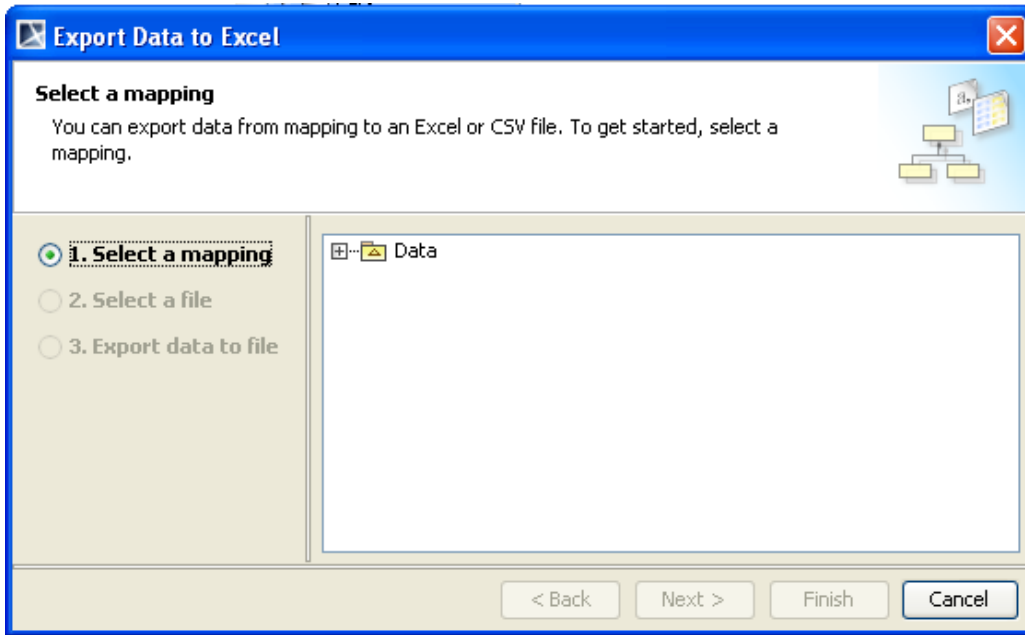 Export Data to Excel
Select a mapping
You can export data from mapping to an Excel or CSV file. To get started, select a
mapping.
1. Select a mapping
2. Select a file
3. Export data to file
Data
< Back
Next >
Finish
Cancel